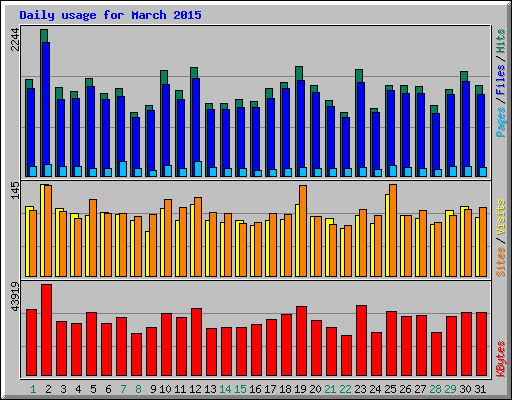 Daily usage for March 2015
2244
Pages / Files / Hits
145
Sites / Visits
43919
KBytes
1 2 3 4 5 6 7 8 9 10 11 12 13 14 15 16 17 18 19 20 21 22 23 24 25 26 27 28 29 30 31